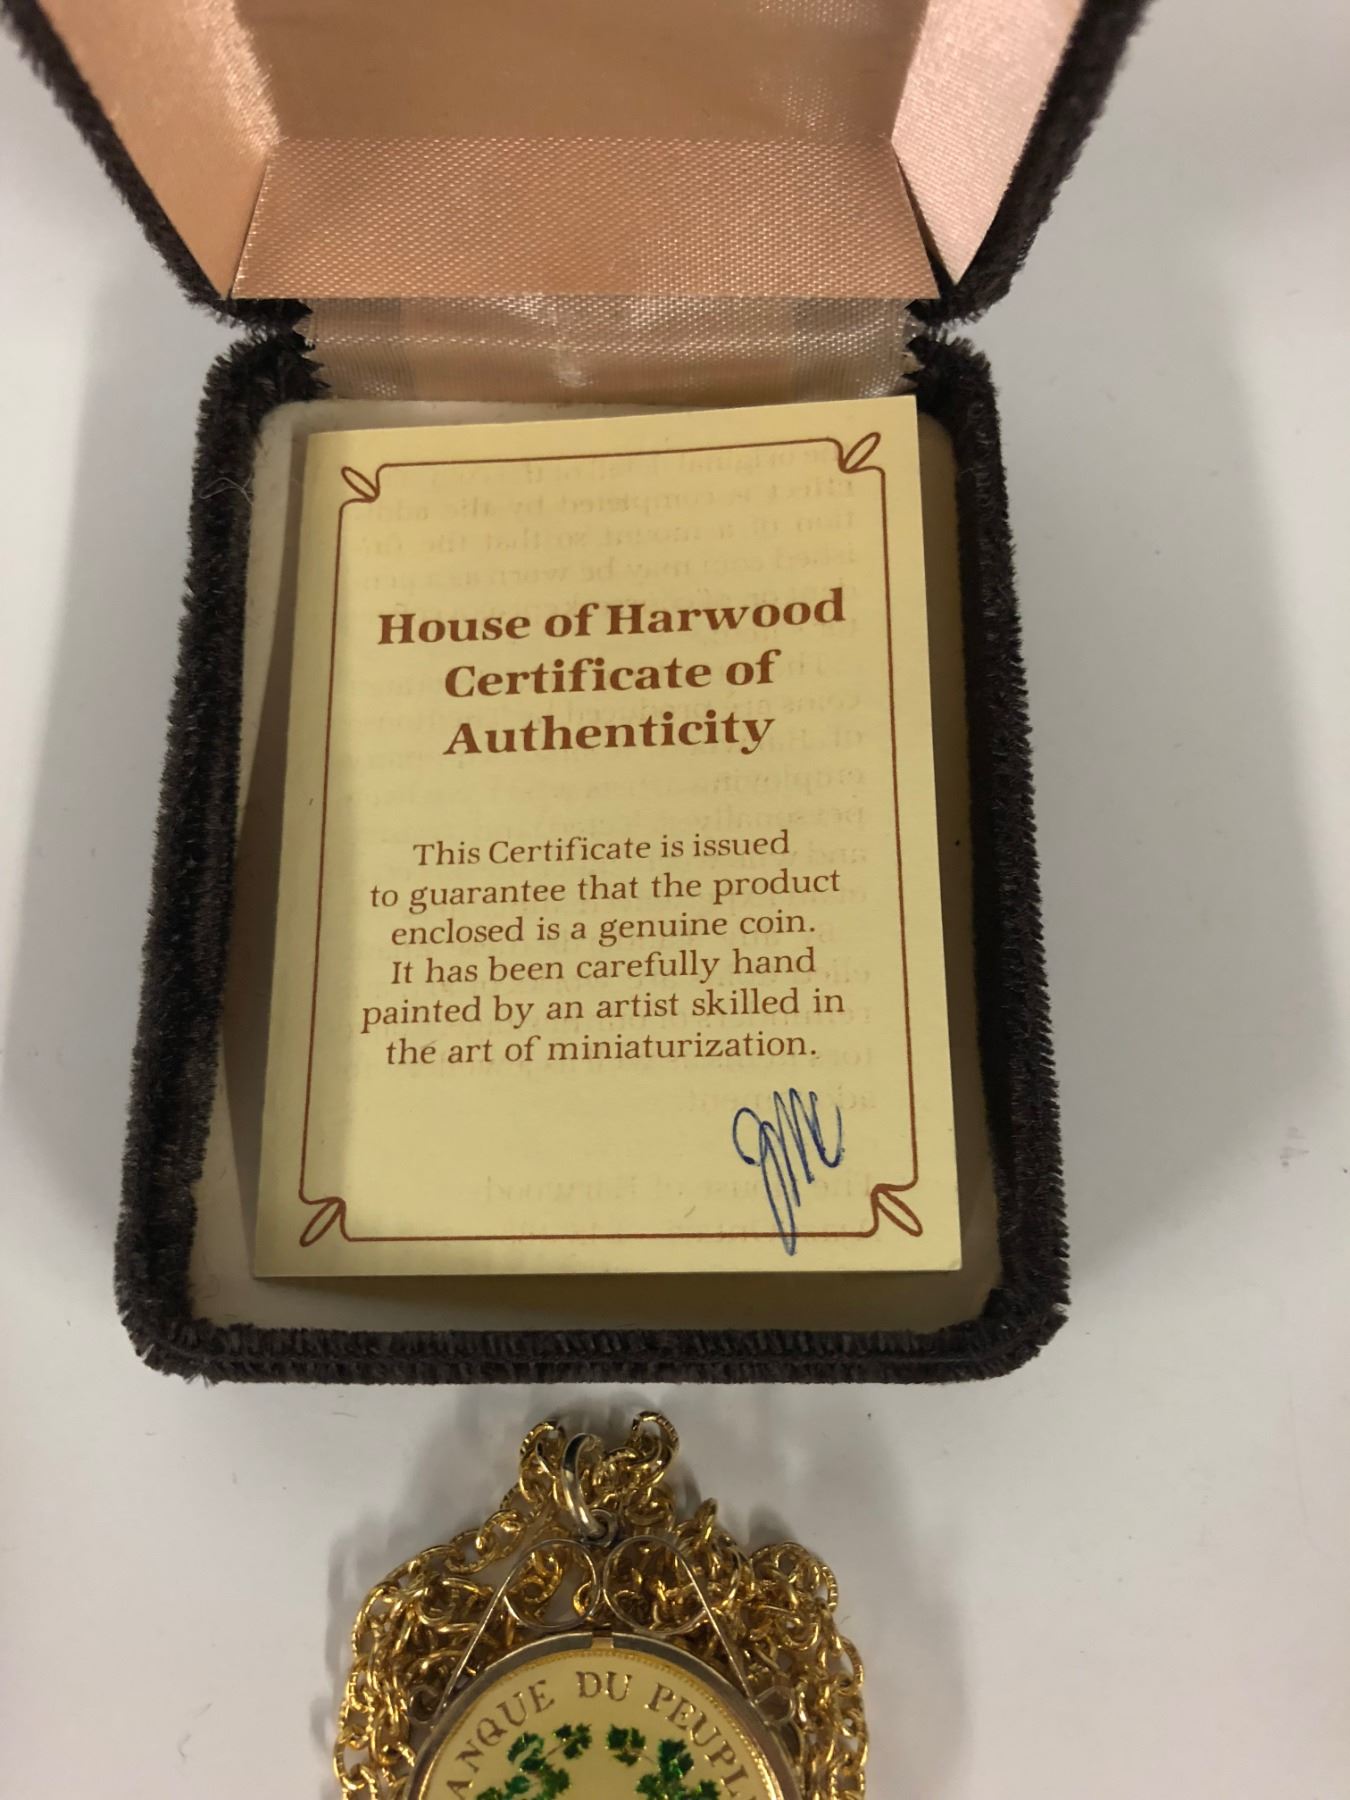 House of Harwood
Certificate of
Authenticity
This Certificate is issued
to guarantee that the product
enclosed is a genuine coin.
It has been carefully hand
painted by an artist skilled in
the art of miniaturization.
ANQUE DU PEUPL